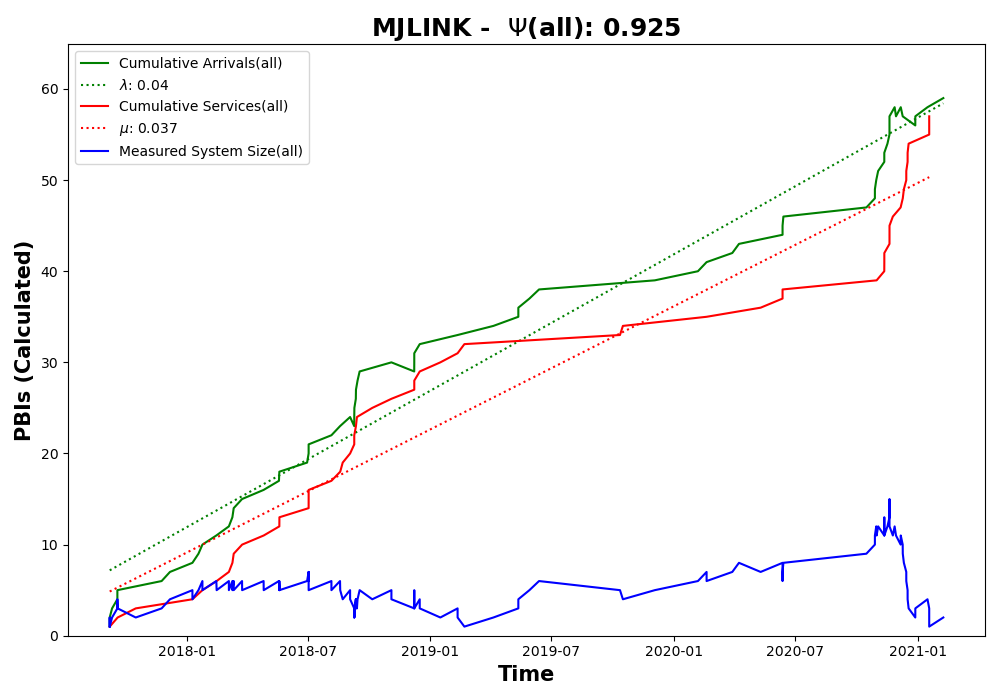 MJLINK - Ψ(all): 0.925
Cumulative Arrivals(all)
λ: 0.04
Cumulative Services(all)
μ: 0.037
Measured System Size(all)
PBIs (Calculated)
60
50
40
30
20
10
0
2018-01 2018-07 2019-01 2019-07 2020-01 2020-07 2021-01
Time